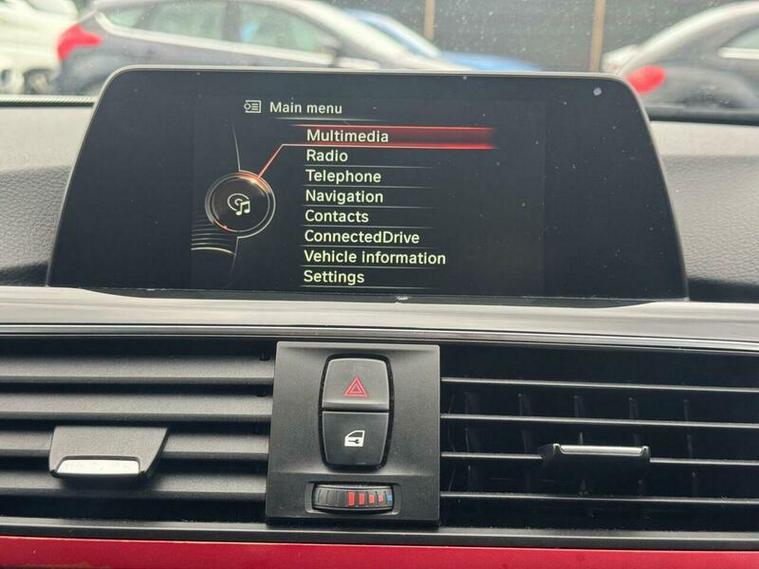 Main menu
Multimedia
Radio
Telephone
Navigation
Contacts
ConnectedDrive
Vehicle information
Settings